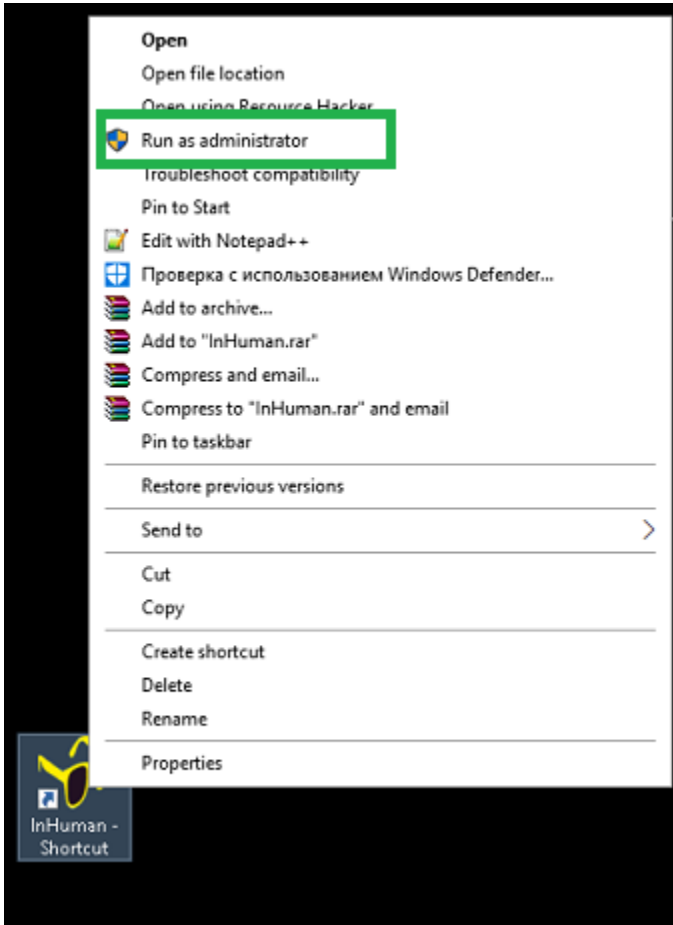 Open
Open file location
Open using Resource Hacker
Run as administrator
Troubleshoot compatibility
Pin to Start
Edit with Notepad++
Проверка с использованием Windows Defender...
Add to archive...
Add to "InHuman.rar"
Compress and email...
Compress to "InHuman.rar" and email
Pin to taskbar
Restore previous versions
Send to
Cut
Copy
Create shortcut
Delete
Rename
Properties
InHuman -
Shortcut